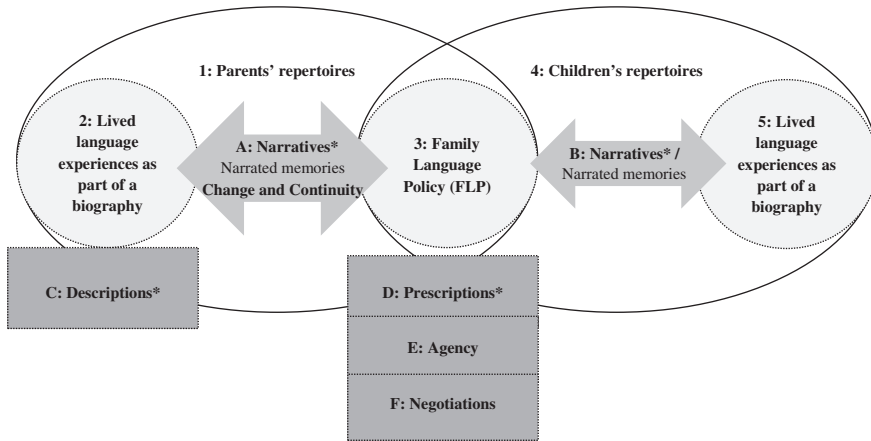 1: Parents’ repertoires
4: Children’s repertoires
2: Lived
language
experiences as
part of a
biography
A: Narratives*
Narrated memories
Change and Continuity
3: Family
Language
Policy (FLP)
B: Narratives* /
Narrated memories
5: Lived
language
experiences as
part of a
biography
C: Descriptions*
D: Prescriptions*
E: Agency
F: Negotiations